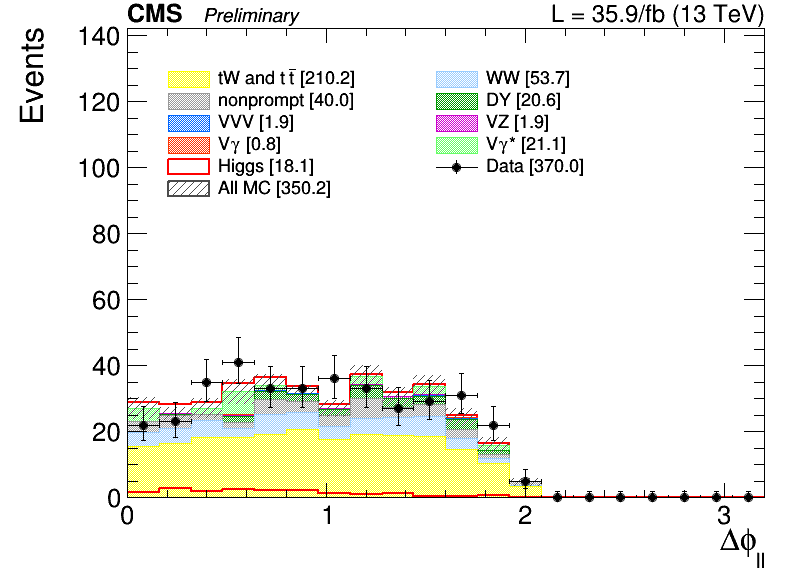 CMS Preliminary L = 35.9/fb (13 TeV)
Events
140
120
100
80
60
40
20
0
tW and t t̅ [210.2]
nonprompt [40.0]
VVV [1.9]
Vγ [0.8]
Higgs [18.1]
All MC [350.2]
WW [53.7]
DY [20.6]
VZ [1.9]
Vγ* [21.1]
Data [370.0]
0 1 2 3
Δϕll